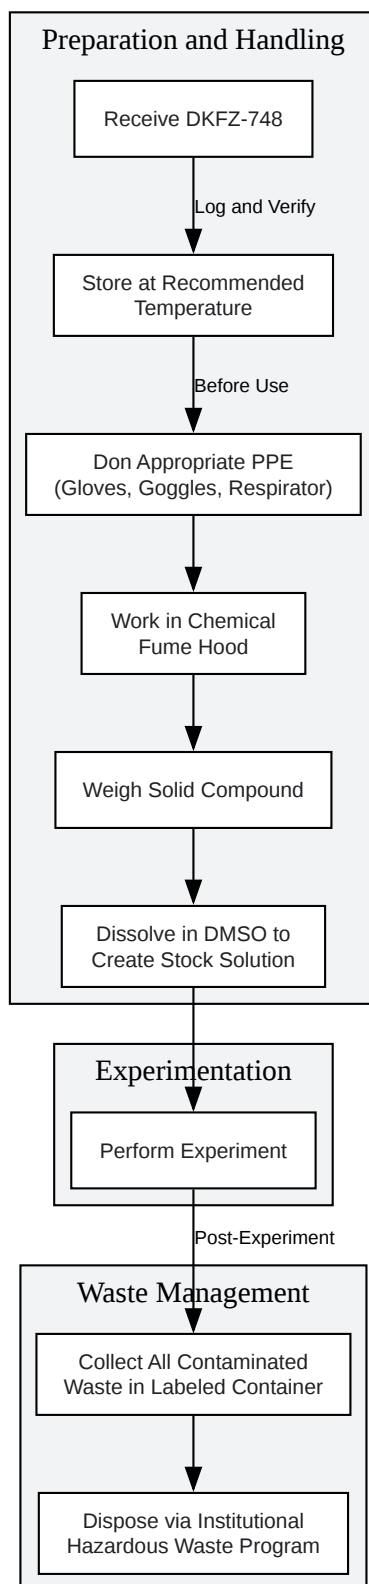 Preparation and Handling
Receive DKFZ-748
Log and Verify
Store at Recommended
Temperature
Before Use
Don Appropriate PPE
(Gloves, Goggles, Respirator)
Work in Chemical
Fume Hood
Weigh Solid Compound
Dissolve in DMSO to
Create Stock Solution
Experimentation
Perform Experiment
Post-Experiment
Waste Management
Collect All Contaminated
Waste in Labeled Container
Dispose via Institutional
Hazardous Waste Program